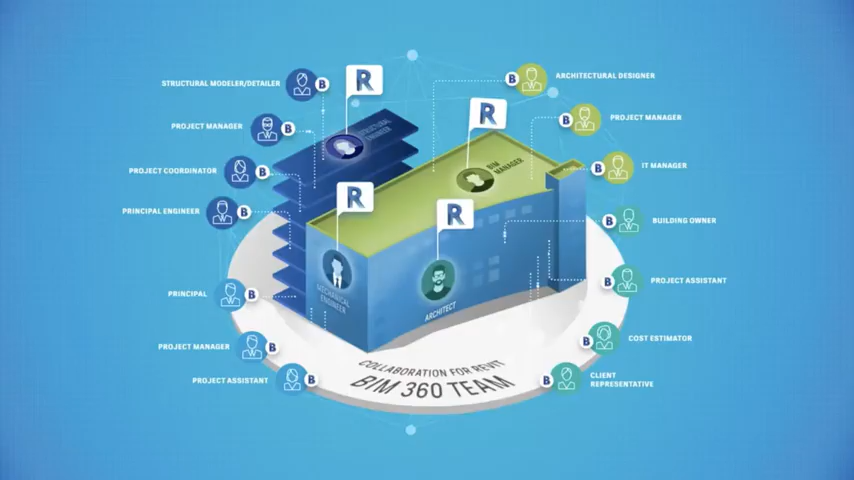 STRUCTURAL MODELER/DETAILER
B
R
B
ARCHITECTURAL DESIGNER
PROJECT MANAGER
B
STRUCTURAL
ENGINEER
R
B
PROJECT MANAGER
PROJECT COORDINATOR
B
BIM
MANAGER
B
IT MANAGER
PRINCIPAL ENGINEER
B
R
R
B
BUILDING OWNER
PRINCIPAL
B
MECHANICAL
ENGINEER
ARCHITECT
B
PROJECT ASSISTANT
PROJECT MANAGER
B
B
COST ESTIMATOR
PROJECT ASSISTANT
B
COLLABORATION FOR REVIT
BIM 360 TEAM
B
CLIENT
REPRESENTATIVE